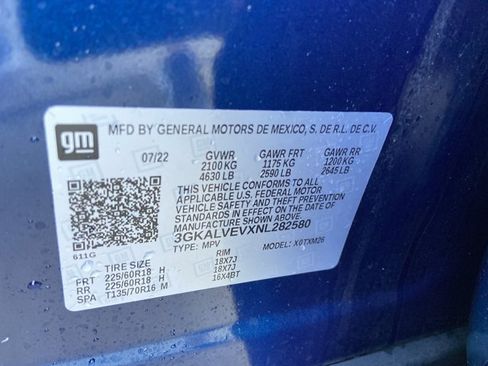 gm
MFD BY GENERAL MOTORS DE MEXICO, S. DE R.L. DE C.V.
07/22 GVWR GAWR FRT GAWR RR
2100 KG 1175 KG 1200 KG
4630 LB 2590 LB 2645 LB
THIS VEHICLE CONFORMS TO ALL
APPLICABLE U.S. FEDERAL MOTOR
VEHICLE SAFETY AND THEFT PREVENTION
STANDARDS IN EFFECT ON THE DATE OF
MANUFACTURE SHOWN ABOVE.
3GKALVEVXNL282580
611G TYPE: MPV MODEL: X0TXM26
TIRE SIZE RIM
FRT 225/60R18 H 18X7J
RR 225/60R18 H 18X7J
SPA T135/70R16 M 16X4BT